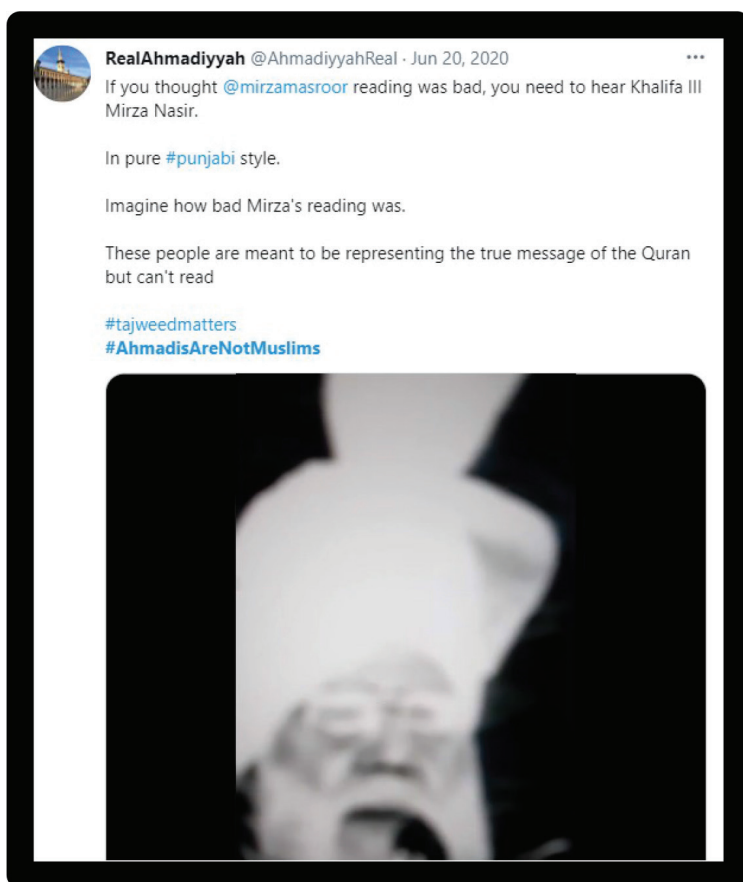 RealAhmadiyyah @AhmadiyyahReal · Jun 20, 2020
If you thought @mirzamasroor reading was bad, you need to hear Khalifa III
Mirza Nasir.
In pure #punjabi style.
Imagine how bad Mirza's reading was.
These people are meant to be representing the true message of the Quran
but can't read
#tajweedmatters
#AhmadisAreNotMuslims